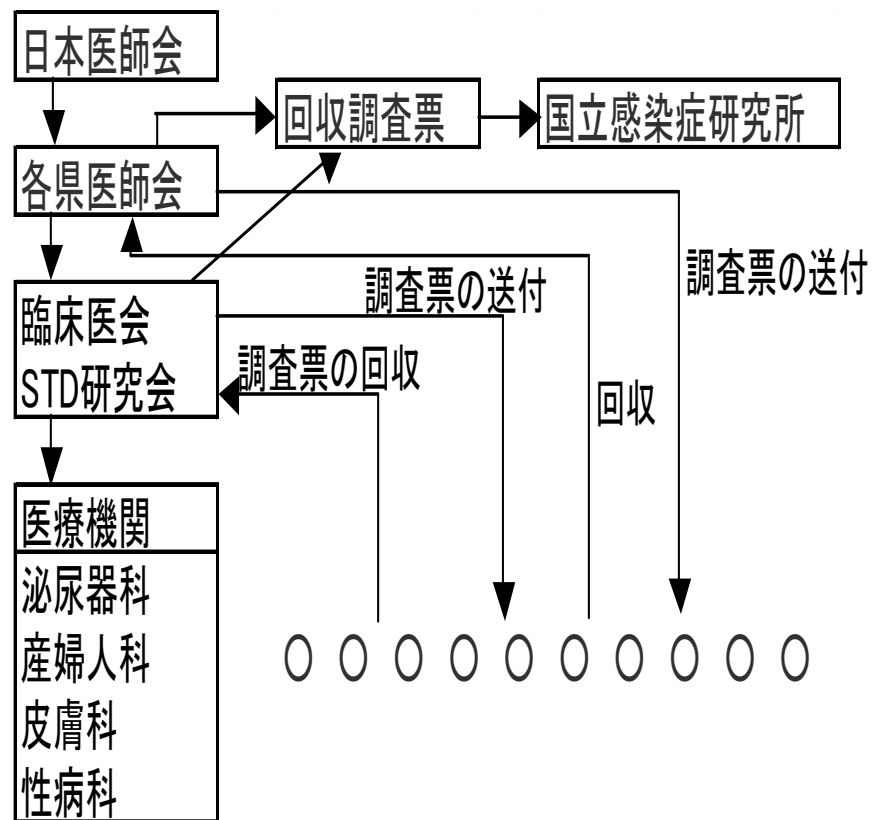 日本医師会
回収調査票
国立感染症研究所
各県医師会
調査票の送付
臨床医会
STD研究会
調査票の送付
調査票の回収
回収
医療機関
泌尿器科
産婦人科
皮膚科
性病科
○ ○ ○ ○ ○ ○ ○ ○ ○ ○